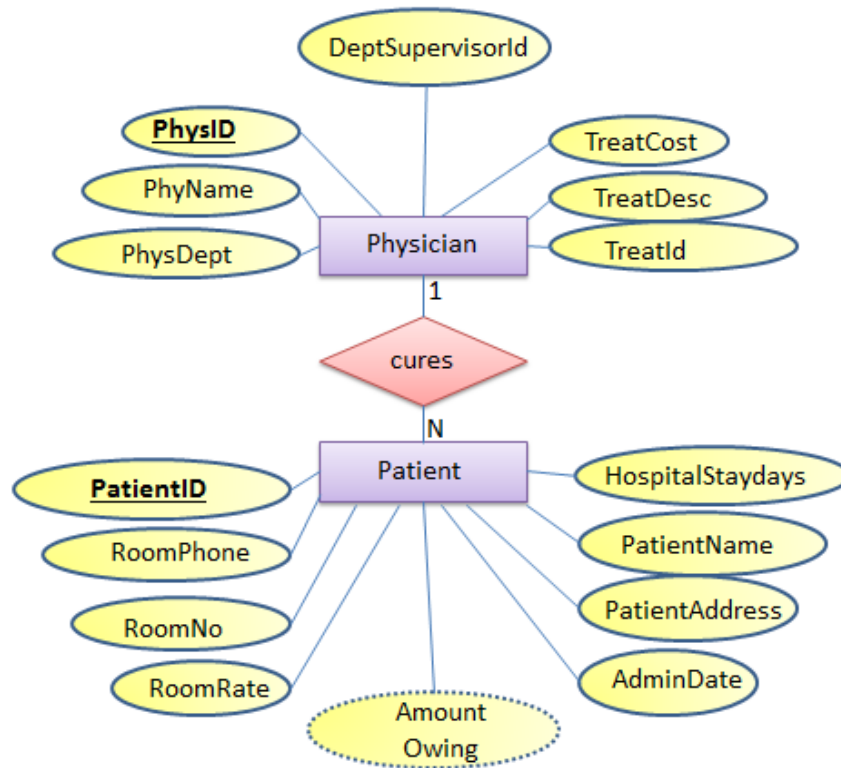 DeptSupervisorId
PhysID
TreatCost
PhyName
TreatDesc
PhysDept
Physician
TreatId
1
cures
N
Patient
HospitalStaydays
PatientID
RoomPhone
PatientName
RoomNo
PatientAddress
RoomRate
AdminDate
Amount
Owing